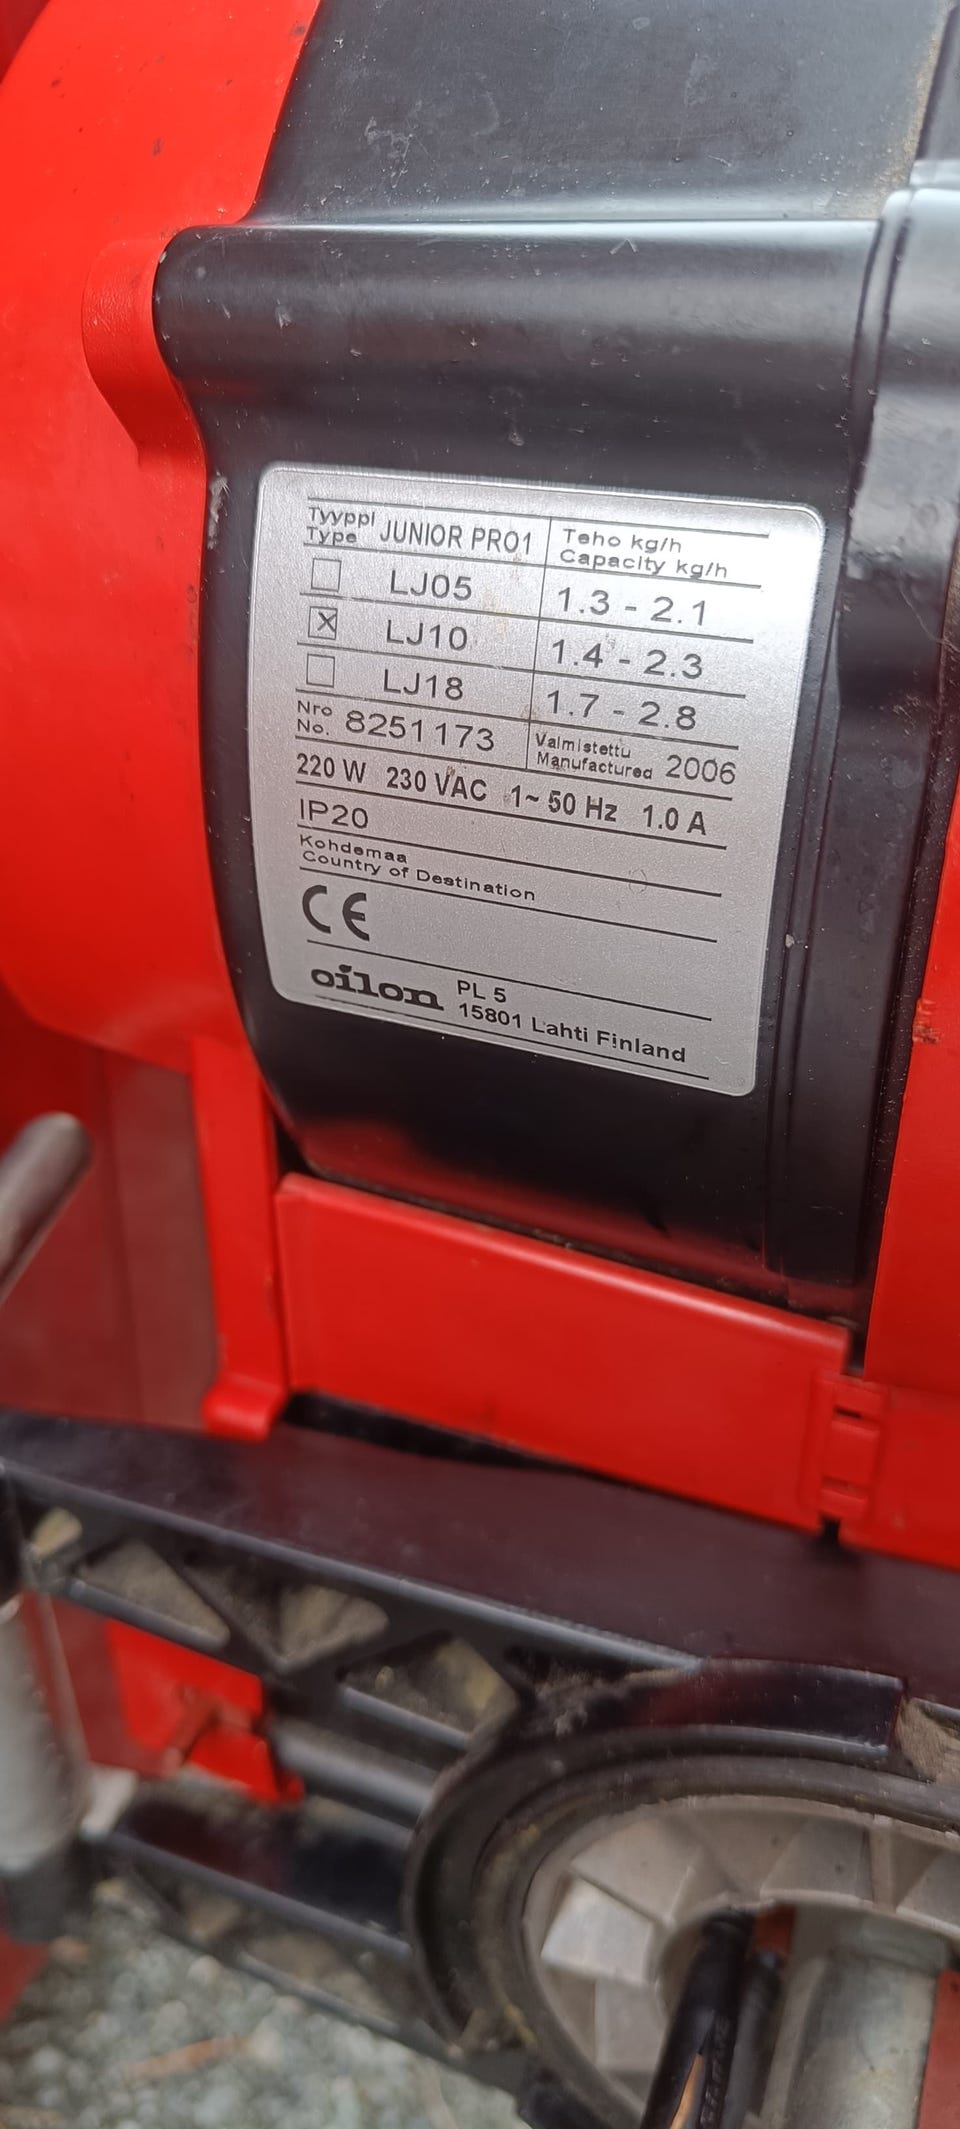 Tyyppi JUNIOR PRO1 Teho kg/h
Type Capacity kg/h
LJ05 1.3 - 2.1
X LJ10 1.4 - 2.3
LJ18 1.7 - 2.8
Nro Valmistettu
No. 8251173 Manufactured 2006
220 W 230 VAC 1~ 50 Hz 1.0 A
IP20
Kohdemaa
Country of Destination
CE
oilon PL 5
15801 Lahti Finland